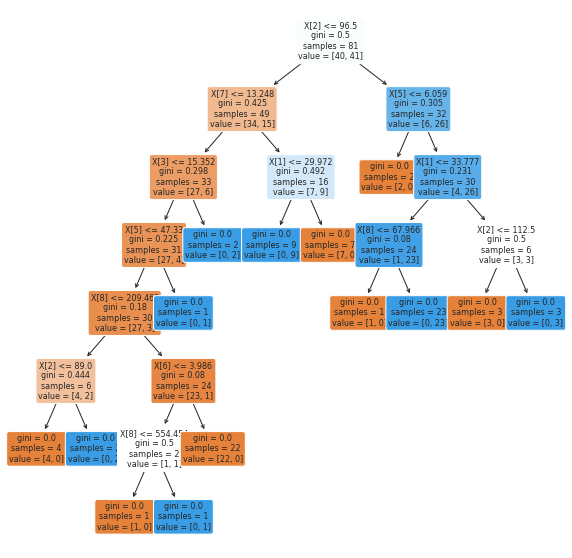 X[2] <= 96.5
gini = 0.5
samples = 81
value = [40, 41]
X[7] <= 13.248
gini = 0.425
samples = 49
value = [34, 15]
X[5] <= 6.059
gini = 0.305
samples = 32
value = [6, 26]
X[3] <= 15.352
gini = 0.298
samples = 33
value = [27, 6]
X[1] <= 29.972
gini = 0.492
samples = 16
value = [7, 9]
gini = 0.0
samples = 2
value = [2, 0
X[1] <= 33.777
gini = 0.231
samples = 30
value = [4, 26]
X[5] <= 47.33
gini = 0.225
samples = 31
value = [27, 4
gini = 0.0
samples = 2
value = [0, 2]
gini = 0.0
samples = 9
value = [0, 9]
gini = 0.0
samples = 7
value = [7, 0
X[8] <= 67.966
gini = 0.08
samples = 24
value = [1, 23]
X[2] <= 112.5
gini = 0.5
samples = 6
value = [3, 3]
X[8] <= 209.46
gini = 0.18
samples = 30
value = [27, 3
gini = 0.0
samples = 1
value = [0, 1]
gini = 0.0
samples = 1
value = [1, 0
gini = 0.0
samples = 23
value = [0, 23
gini = 0.0
samples = 3
value = [3, 0]
gini = 0.0
samples = 3
value = [0, 3]
X[2] <= 89.0
gini = 0.444
samples = 6
value = [4, 2]
X[6] <= 3.986
gini = 0.08
samples = 24
value = [23, 1]
gini = 0.0
samples = 4
value = [4, 0]
gini = 0.0
samples =
value = [0,
X[8] <= 554.45
gini = 0.5
samples = 2
value = [1, 1
gini = 0.0
samples = 22
value = [22, 0]
gini = 0.0
samples = 1
value = [1, 0]
gini = 0.0
samples = 1
value = [0, 1]